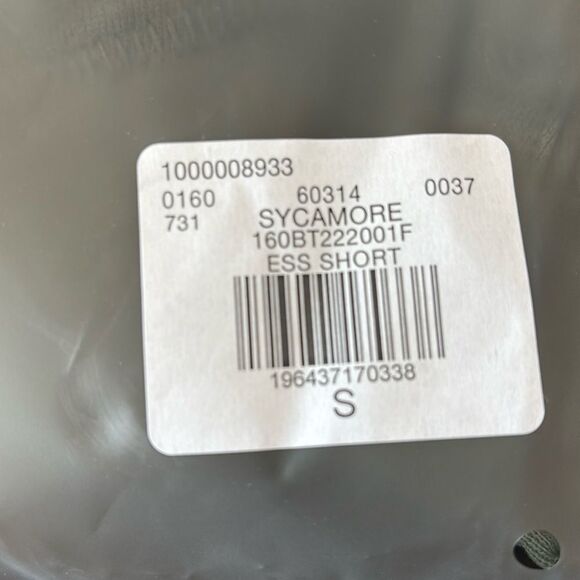 1000008933
0160 60314 0037
731 SYCAMORE
160BT222001F
ESS SHORT
196437170338
S